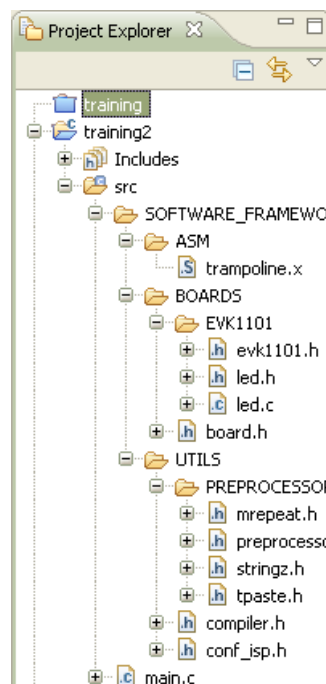 Project Explorer
training
training2
Includes
src
SOFTWARE_FRAMEWO
ASM
trampoline.x
BOARDS
EVK1101
evk1101.h
led.h
led.c
board.h
UTILS
PREPROCESSOR
mrepeat.h
preprocesso
stringz.h
tpaste.h
compiler.h
conf_isp.h
main.c